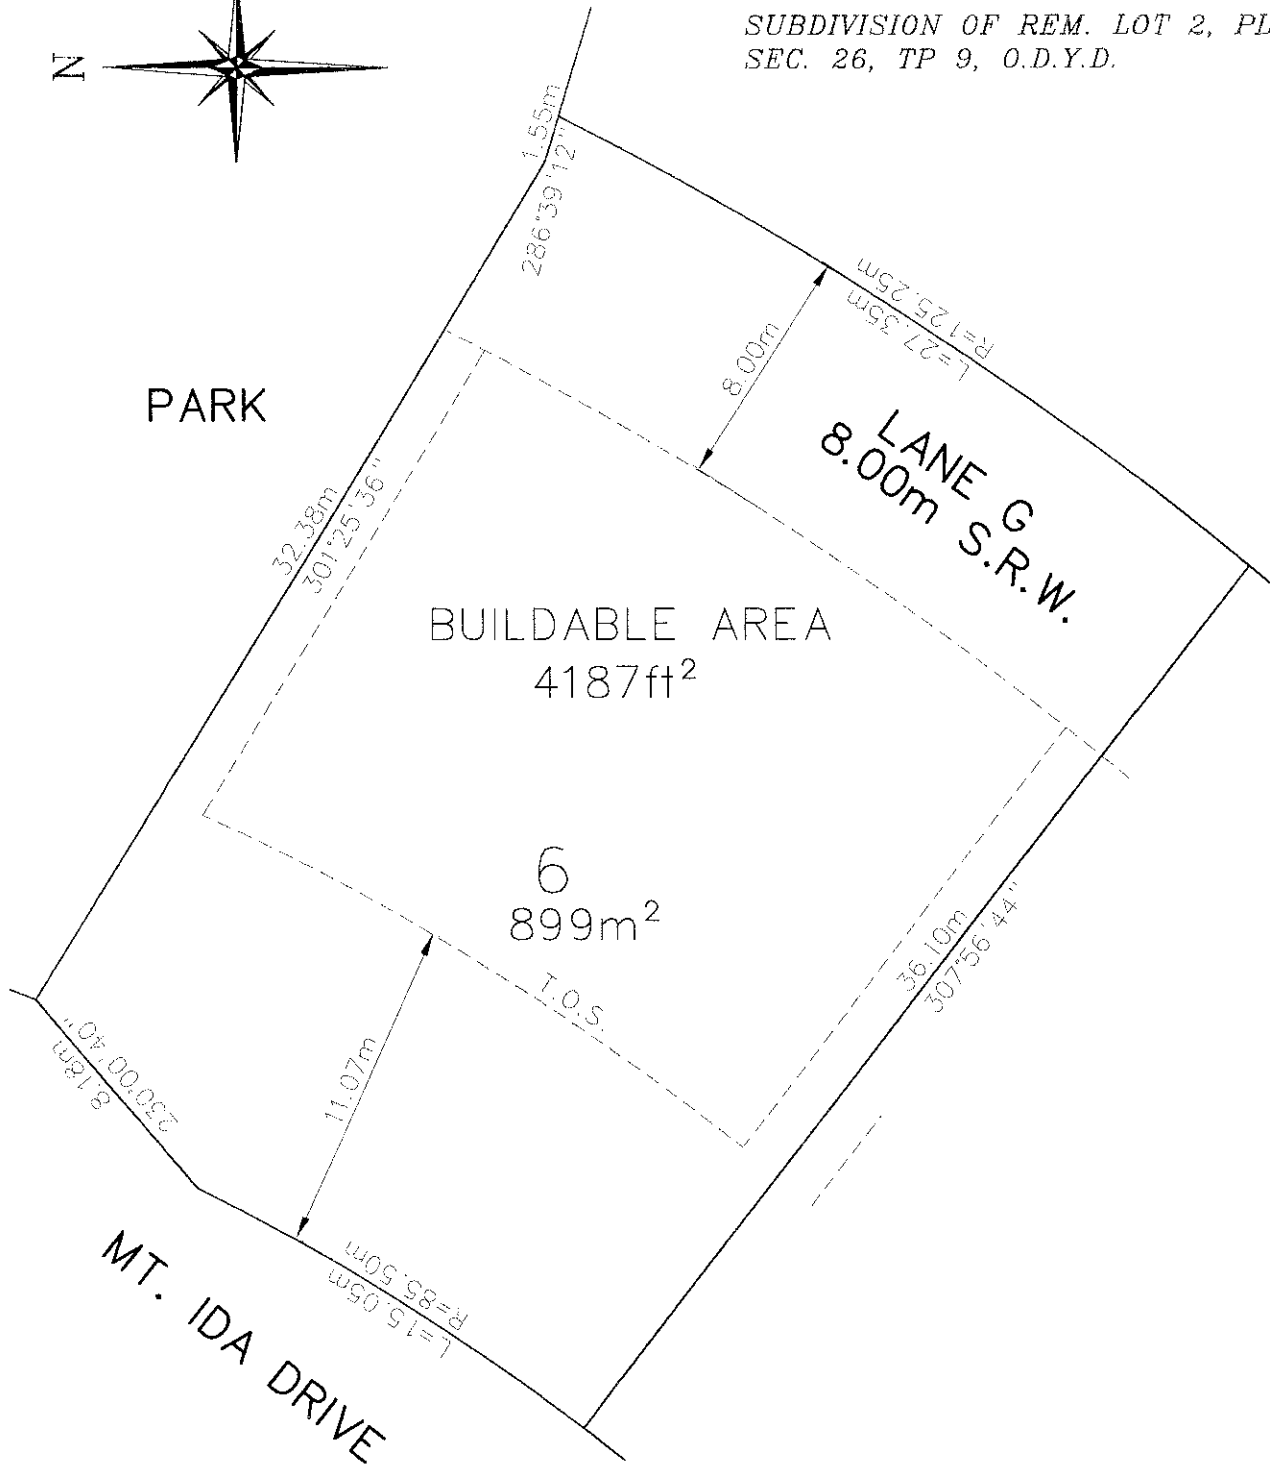 SUBDIVISION OF REM. LOT 2,
SEC. 26, TP 9, O.D.Y.D.
N
1.55m
286°39'12"
R=125.25m
L=27.35m
8.00m
PARK
LANE G
8.00m S.R.W.
32.38m
301°25'36"
BUILDABLE AREA
4187ft²
6
899m²
T.O.S.
36.10m
307°56'44"
11.07m
230°00'40"
8.18m
R=85.50m
L=15.05m
MT. IDA DRIVE